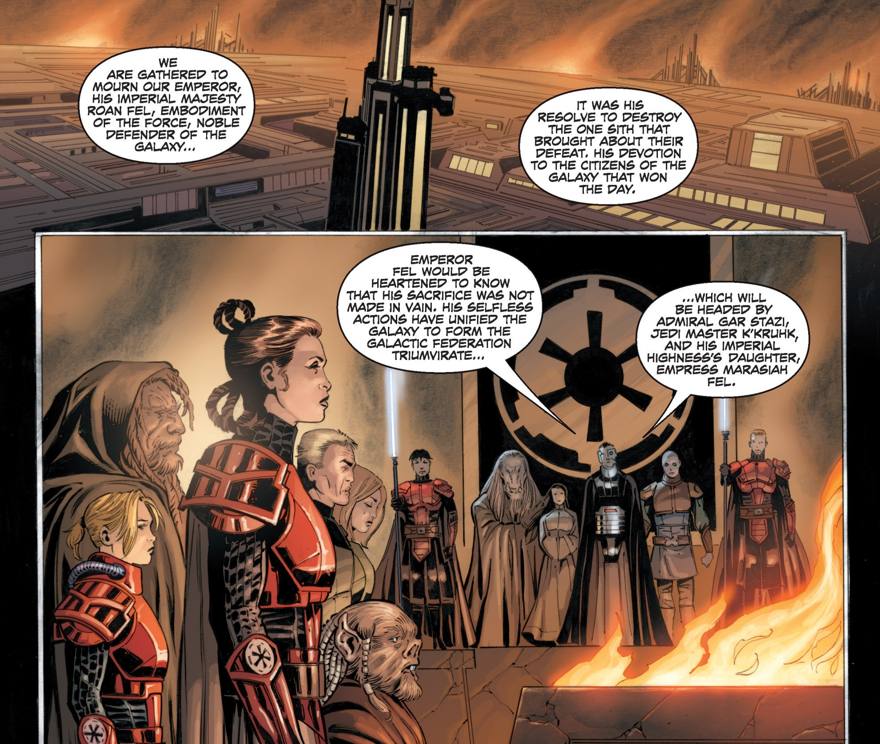 WE
ARE GATHERED TO
MOURN OUR EMPEROR,
HIS IMPERIAL MAJESTY
ROAN FEL, EMBODIMENT
OF THE FORCE, NOBLE
DEFENDER OF THE
GALAXY...
IT WAS HIS
RESOLVE TO DESTROY
THE ONE SITH THAT
BROUGHT ABOUT THEIR
DEFEAT. HIS DEVOTION
TO THE CITIZENS OF THE
GALAXY THAT WON
THE DAY.
EMPEROR
FEL WOULD BE
HEARTENED TO KNOW
THAT HIS SACRIFICE WAS NOT
MADE IN VAIN. HIS SELFLESS
ACTIONS HAVE UNIFIED THE
GALAXY TO FORM THE
GALACTIC FEDERATION
TRIUMVIRATE...
...WHICH WILL
BE HEADED BY
ADMIRAL GAR STAZI,
JEDI MASTER K'KRUHK,
AND HIS IMPERIAL
HIGHNESS'S DAUGHTER,
EMPRESS MARASIAH
FEL.